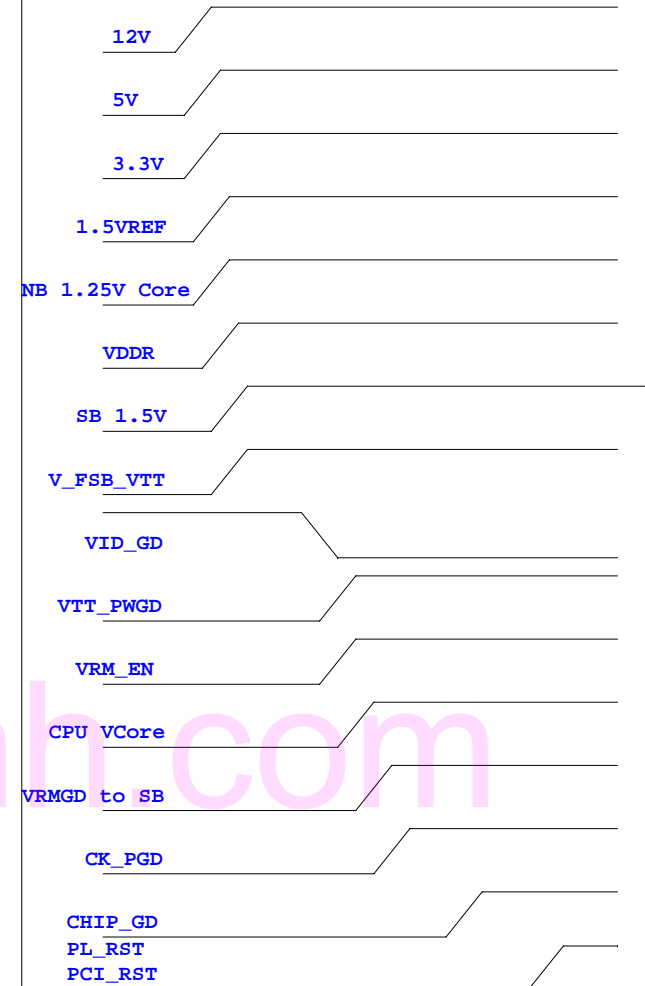 12V
5V
3.3V
1.5VREF
NB 1.25V Core
VDDR
SB 1.5V
V_FSB_VTT
VID_GD
VTT_PWGD
VRM_EN
CPU VCore
VRMGD to SB
CK_PGD
CHIP_GD
PL_RST
PCI_RST
h.com